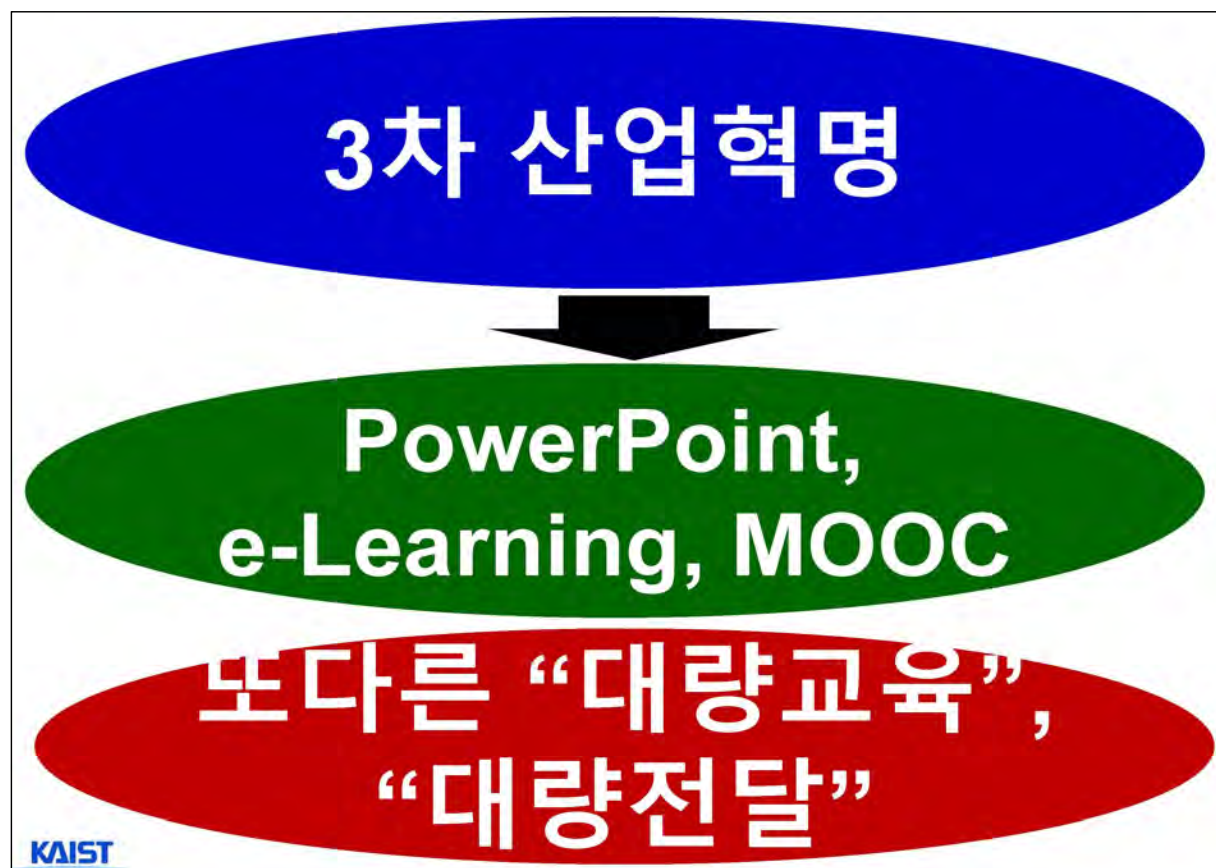 3차 산업혁명
PowerPoint,
e-Learning, MOOC
또다른 “대량교육”,
“대량전달”
KAIST